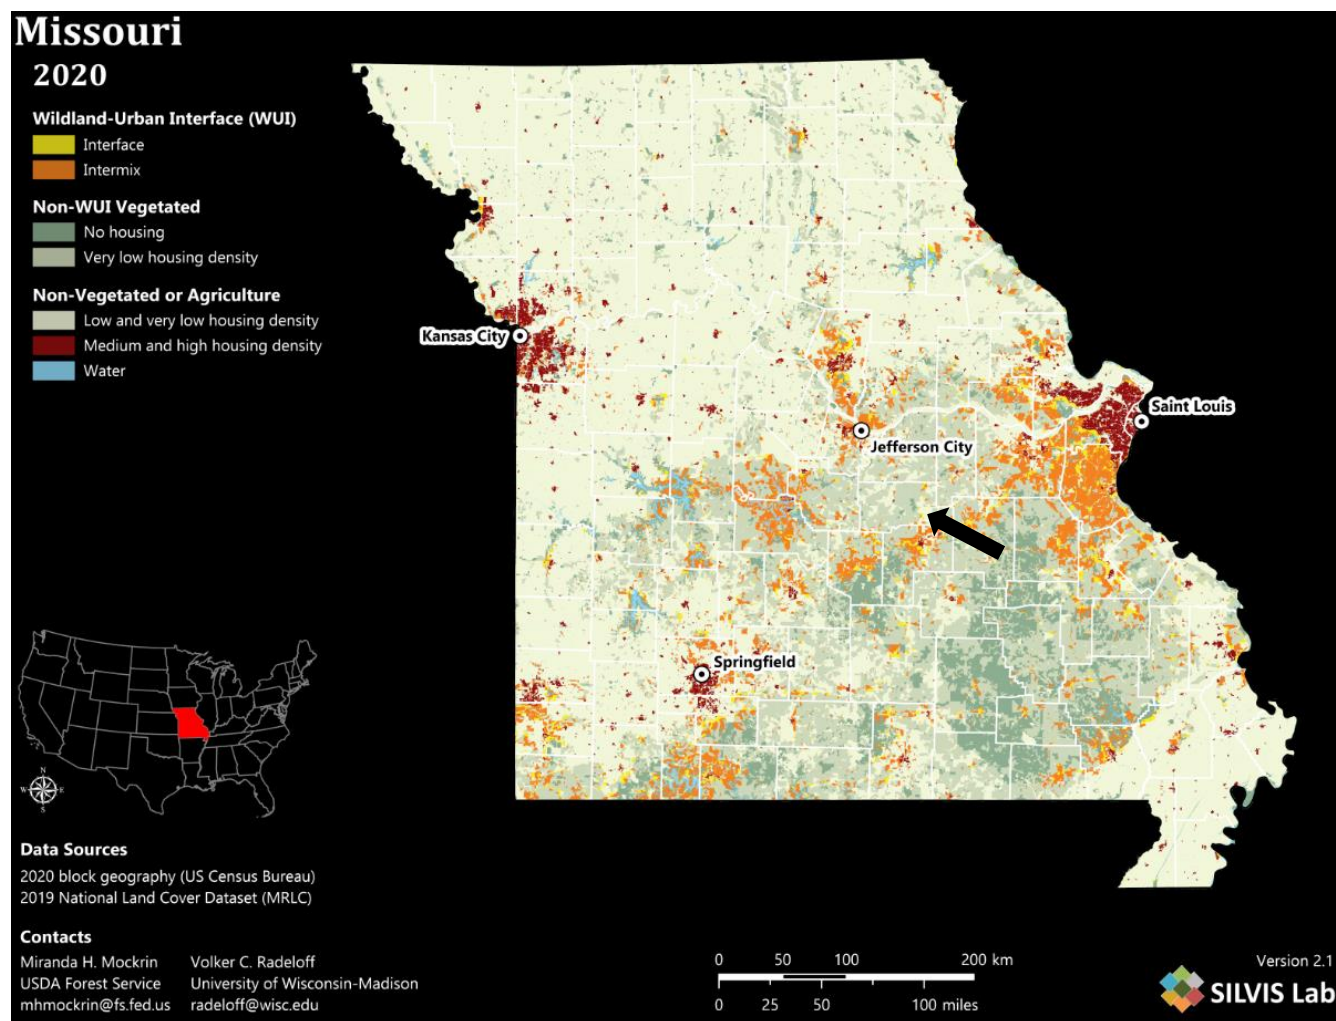 Missouri
2020
Wildland-Urban Interface (WUI)
Interface
Intermix
Non-WUI Vegetated
No housing
Very low housing density
Non-Vegetated or Agriculture
Low and very low housing density
Medium and high housing density
Water
Kansas City
Saint Louis
Jefferson City
Springfield
N
W E
S
Data Sources
2020 block geography (US Census Bureau)
2019 National Land Cover Dataset (MRLC)
Contacts
Miranda H. Mockrin
USDA Forest Service
mhmockrin@fs.fed.us
Volker C. Radeloff
University of Wisconsin-Madison
radeloff@wisc.edu
0 50 100 200 km
0 25 50 100 miles
Version 2.1
SILVIS Lab